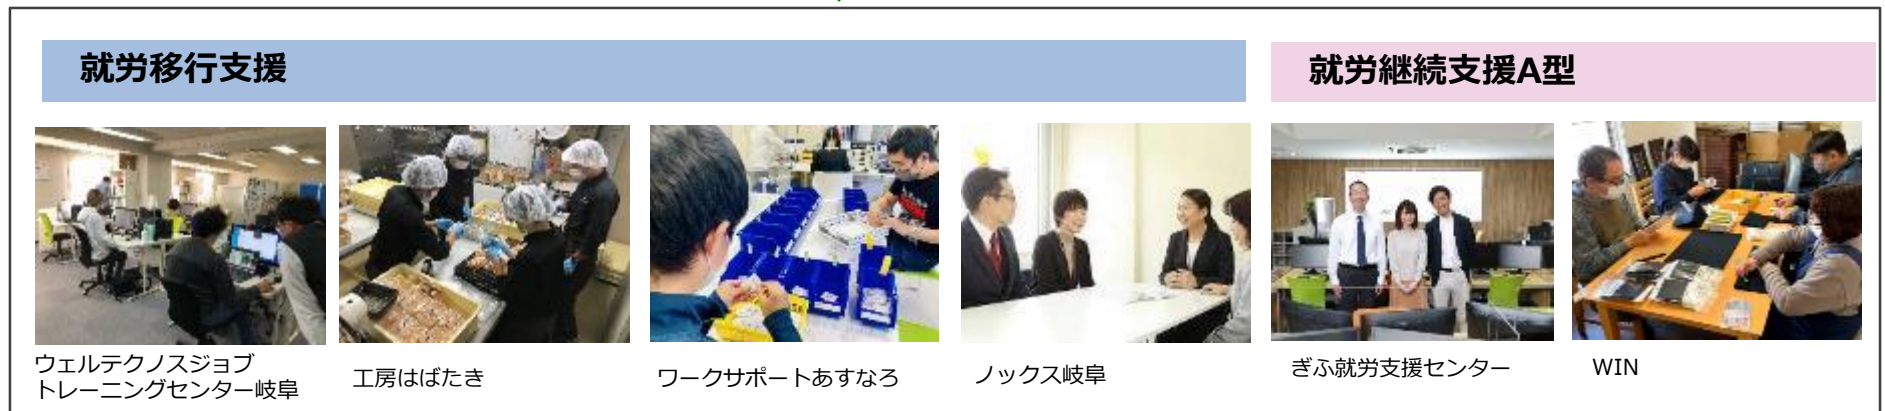 就労移行支援
就労継続支援A型
ウェルテクノスジョブ
トレーニングセンター岐阜
工房はばたき
ワークサポートあすなろ
ノックス岐阜
ぎふ就労支援センター
WIN